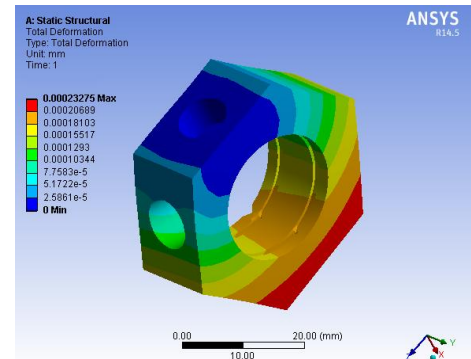 A: Static Structural
Total Deformation
Type: Total Deformation
Unit: mm
Time: 1
ANSYS
R14.5
0.00023275 Max
0.00020689
0.00018103
0.00015517
0.0001293
0.00010344
7.7583e-5
5.1722e-5
2.5861e-5
0 Min
0.00
20.00 (mm)
10.00
Y
X